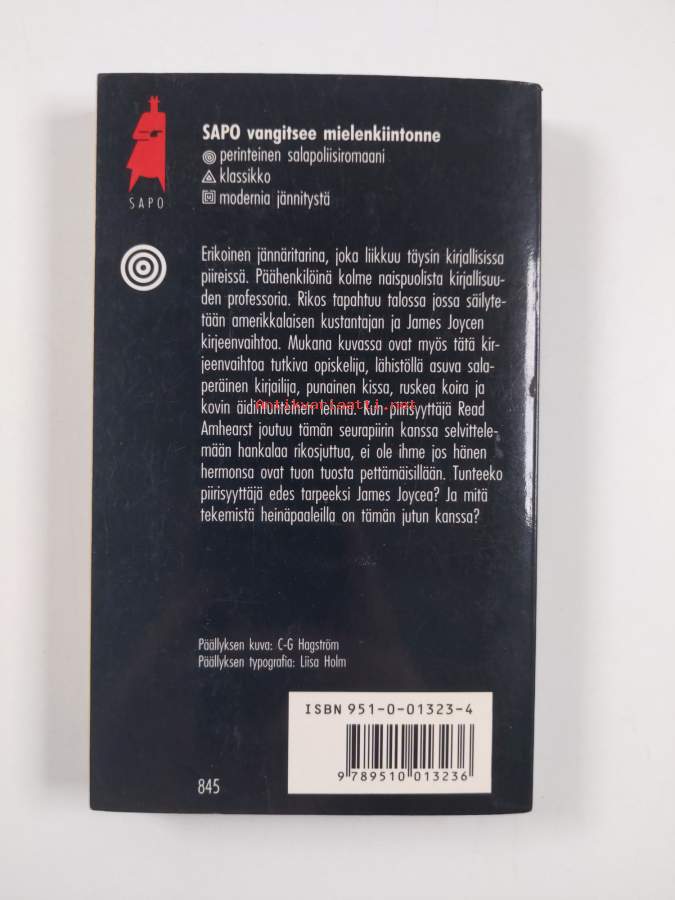 SAPO
SAPO vangitsee mielenkiintonne
perinteinen salapoliisiromaani
klassikko
modernia jännitystä
Erikoinen jännäritarina, joka liikkuu täysin kirjallisissa
piireissä. Päähenkilöinä kolme naispuolista kirjallisuu-
den professoria. Rikos tapahtuu talossa jossa säilyte-
tään amerikkalaisen kustantajan ja James Joycen
kirjeenvaihtoa. Mukana kuvassa ovat myös tätä kir-
jeenvaihtoa tutkiva opiskelija, lähistöllä asuva sala-
peräinen kirjailija, punainen kissa, ruskea koira ja
Antikvariaatti.net
kovin äidintunteinen lehmä. Kun piirisyyttäjä Read
Amhearst joutuu tämän seurapiirin kanssa selvittele-
mään hankalaa rikosjuttua, ei ole ihme jos hänen
hermonsa ovat tuon tuosta pettämäisillään. Tunteeko
piirisyyttäjä edes tarpeeksi James Joycea? Ja mitä
tekemistä heinäpaaleilla on tämän jutun kanssa?
Päällyksen kuva: C-G Hagström
Päällyksen typografia: Liisa Holm
ISBN 951-0-01323-4
9 789510 013236
845